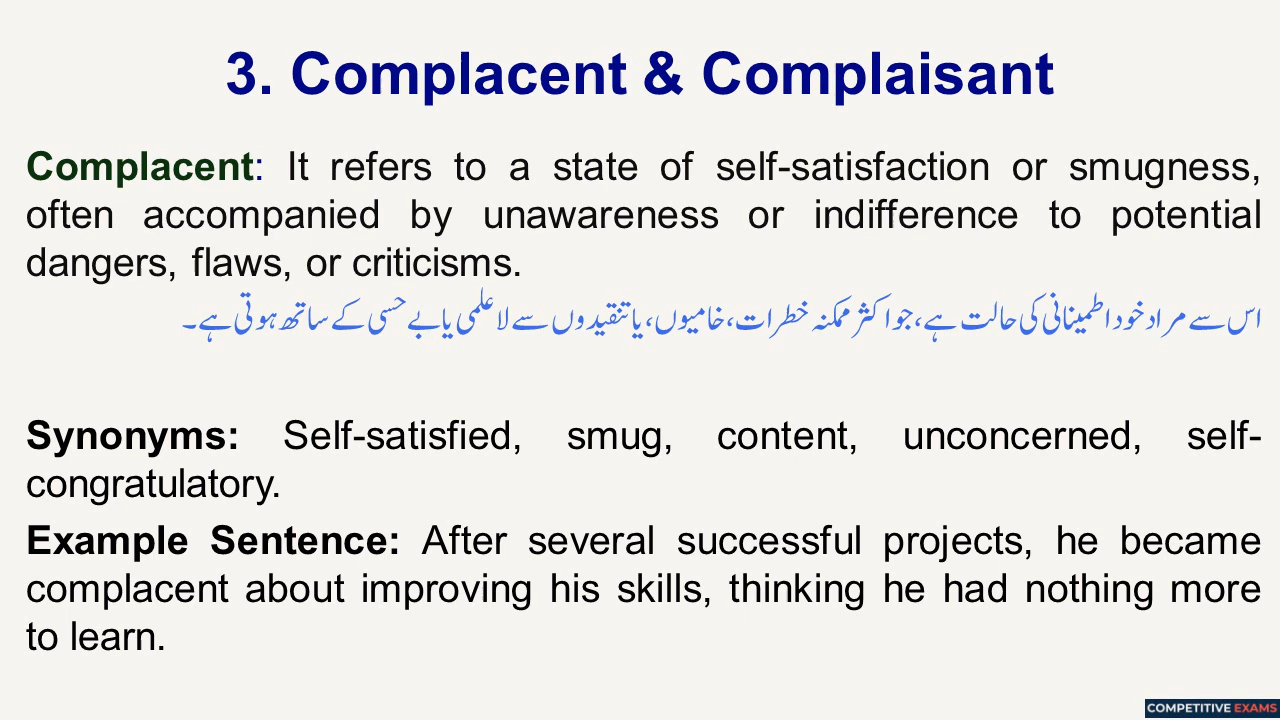 3. Complacent & Complaisant
Complacent: It refers to a state of self-satisfaction or smugness,
often accompanied by unawareness or indifference to potential
dangers, flaws, or criticisms.
اس سے مراد خود اطمینانی کی حالت ہے، جو اکثر ممکنہ خطرات، خامیوں، یا تنقیدوں سے لاعلمی یا بے حسی کے ساتھ ہوتی ہے۔
Synonyms: Self-satisfied, smug, content, unconcerned, self-
congratulatory.
Example Sentence: After several successful projects, he became
complacent about improving his skills, thinking he had nothing more
to learn.
COMPETITIVE EXAMS